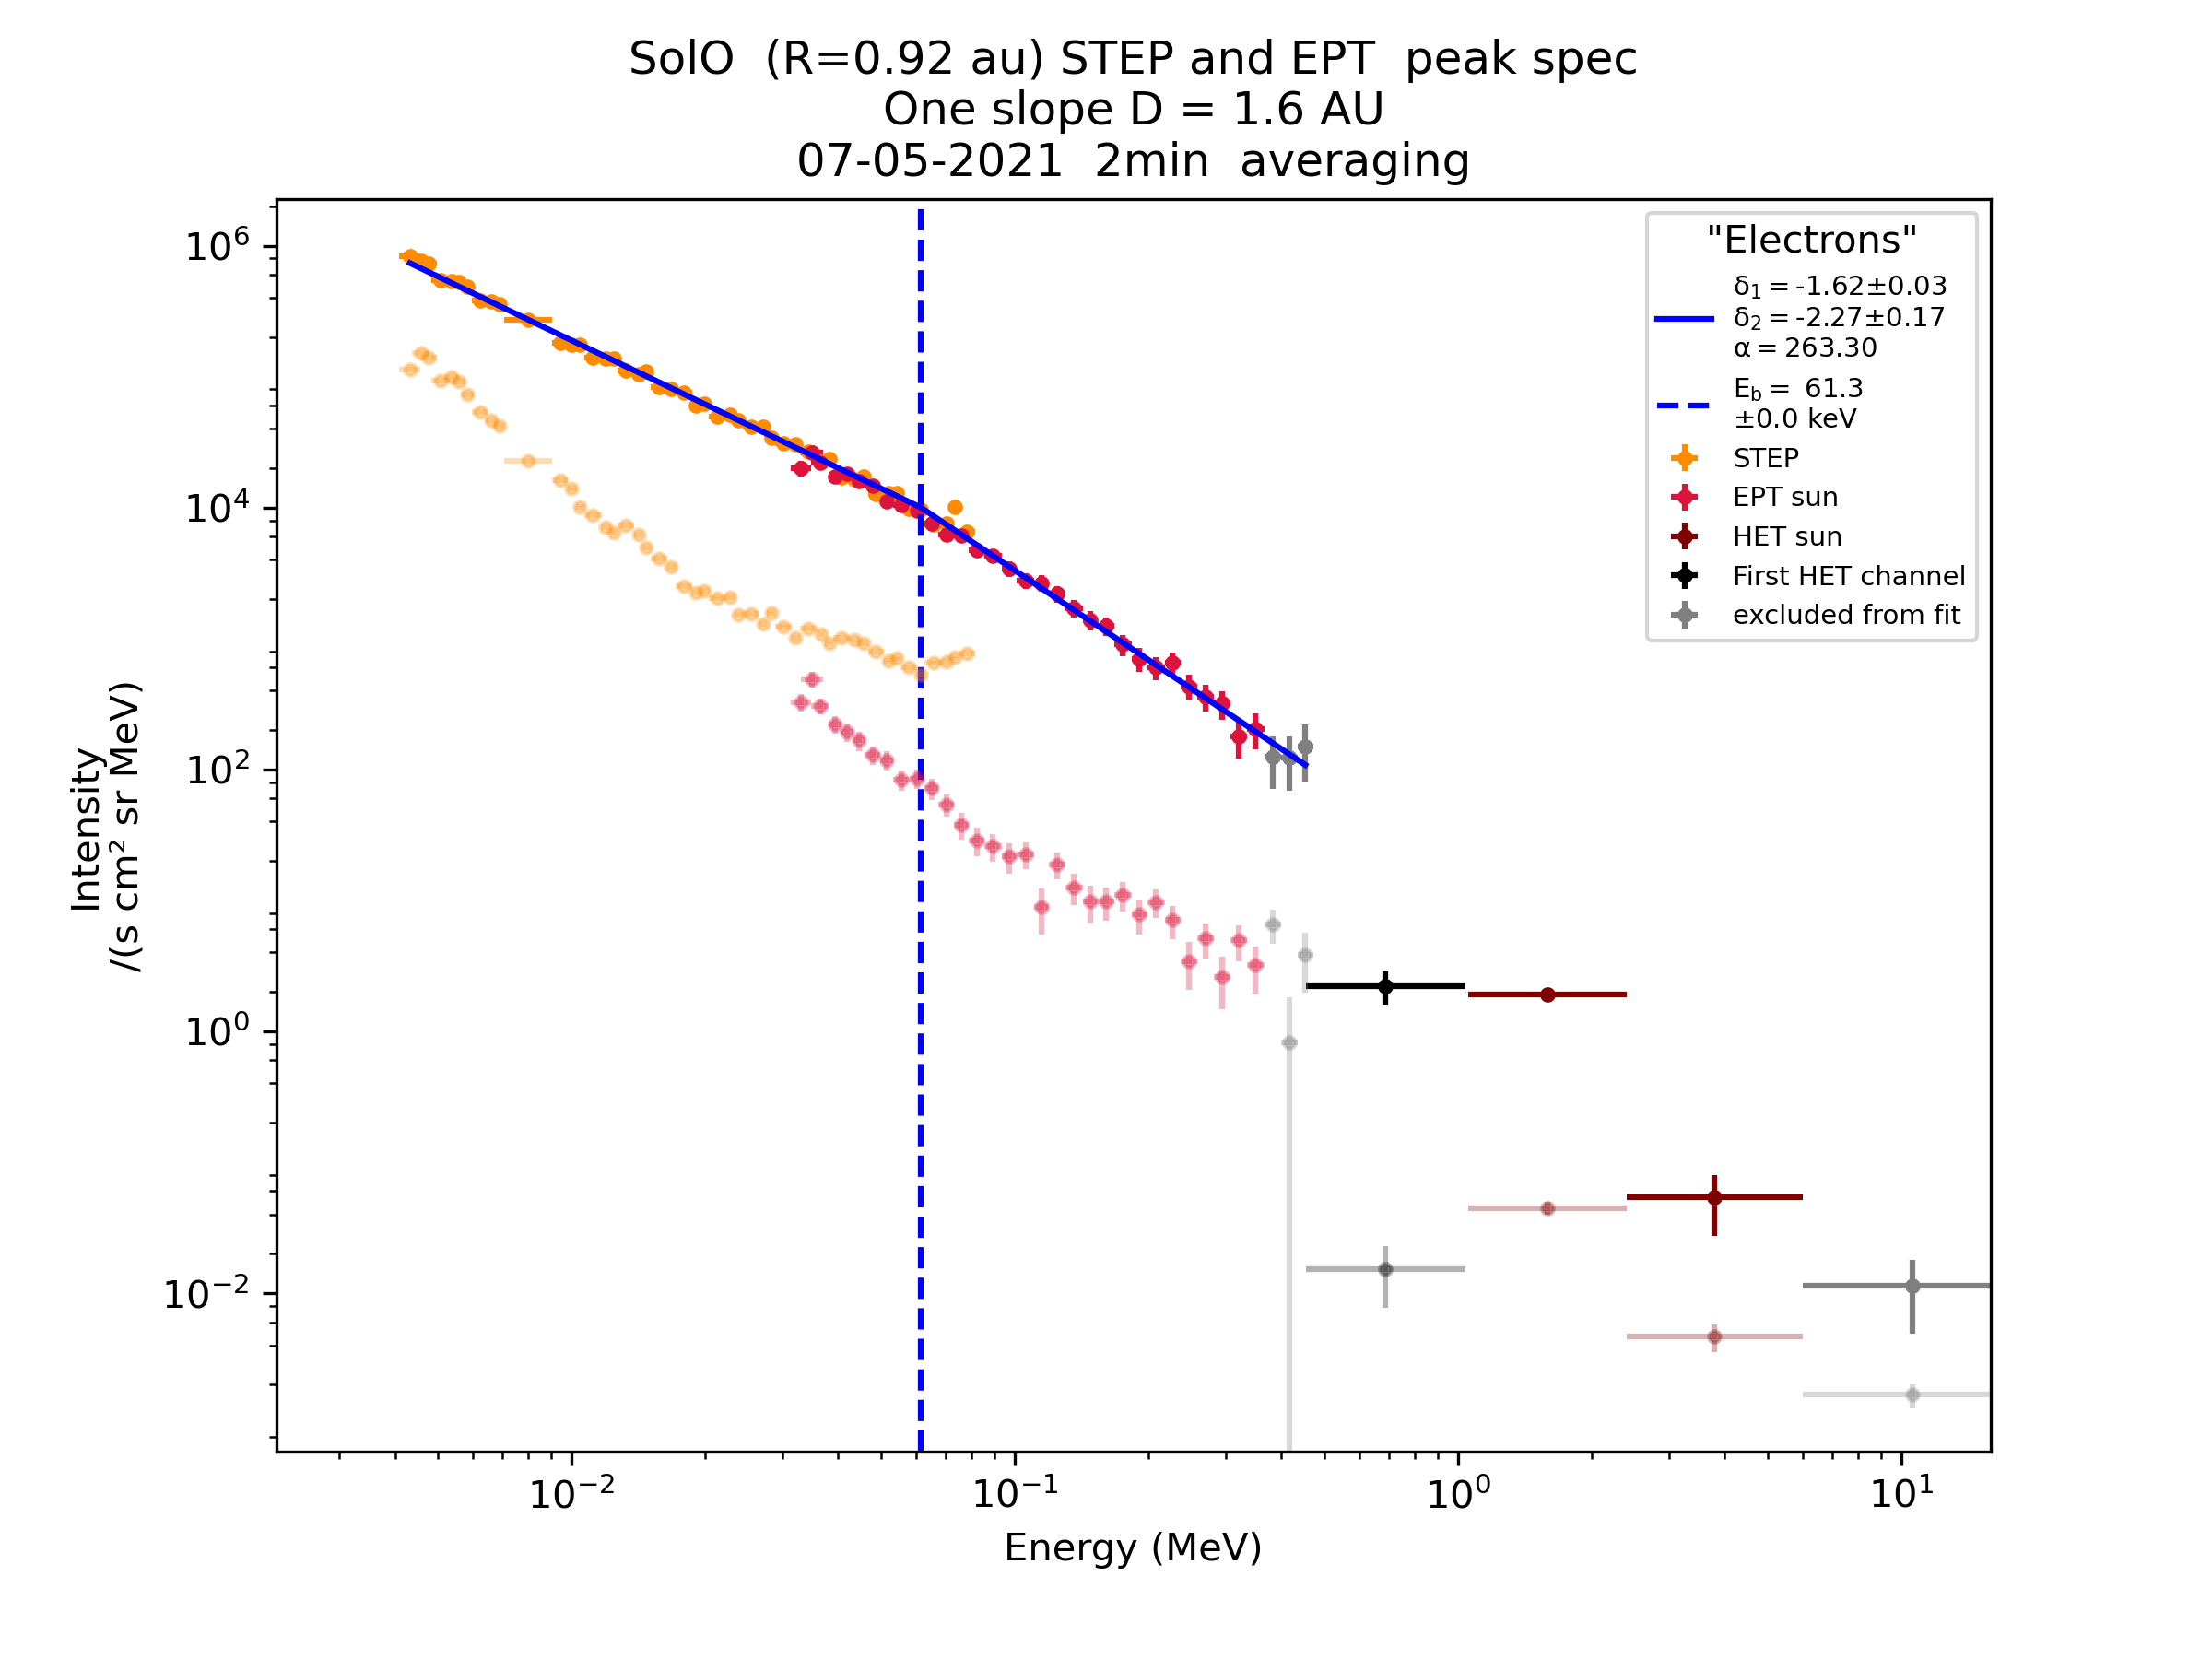 SolO  (R=0.92 au) STEP and EPT  peak spec
One slope D = 1.6 AU
07-05-2021  2min  averaging
"Electrons"
δ₁ = -1.62±0.03
δ₂ = -2.27±0.17
α = 263.30
E_b =  61.3
±0.0 keV
STEP
EPT sun
HET sun
First HET channel
excluded from fit
10⁶
10⁴
10²
10⁰
10⁻²
Intensity
/(s cm² sr MeV)
10⁻²
10⁻¹
10⁰
10¹
Energy (MeV)